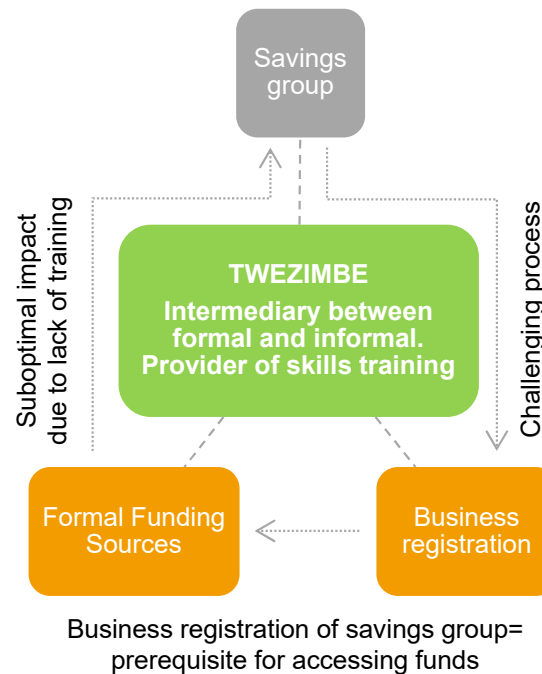 Savings
group
Suboptimal impact
due to lack of training
TWEZIMBE
Intermediary between
formal and informal.
Provider of skills training
Challenging process
Formal Funding
Sources
Business
registration
Business registration of savings group=
prerequisite for accessing funds